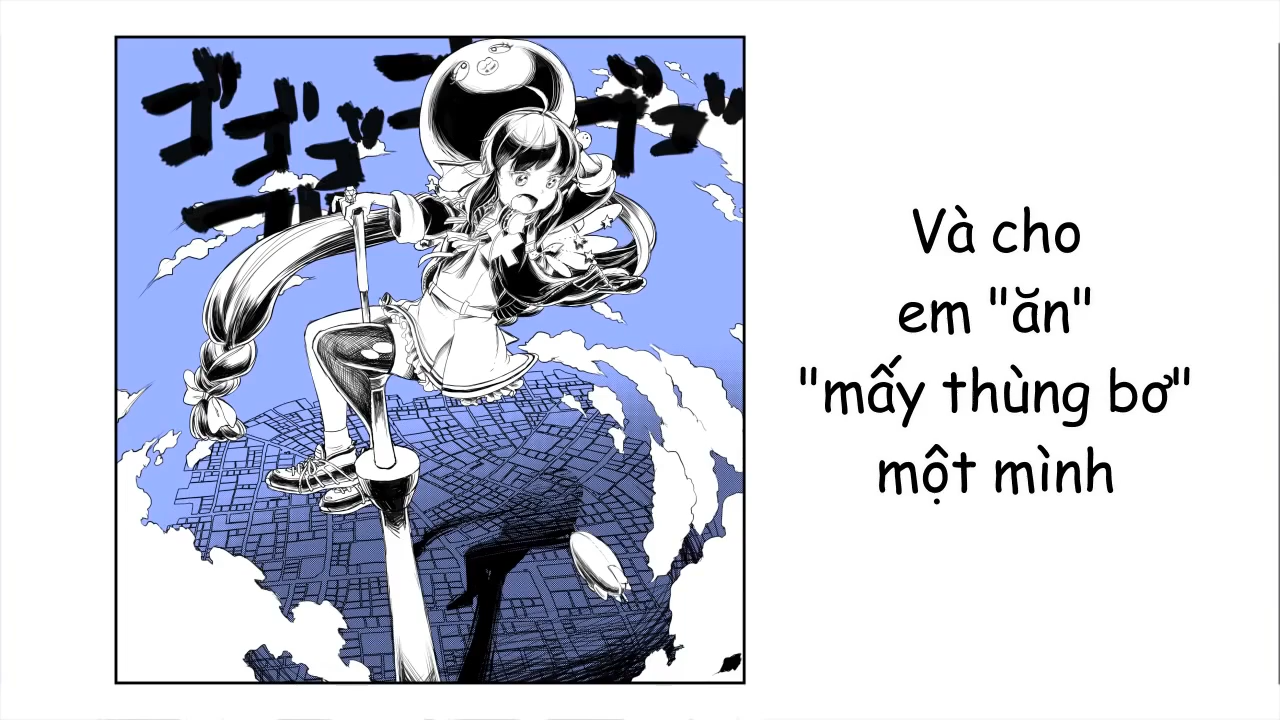 ゴゴゴゴゴゴ
Và cho
em "ăn"
"mấy thùng bơ"
một mình